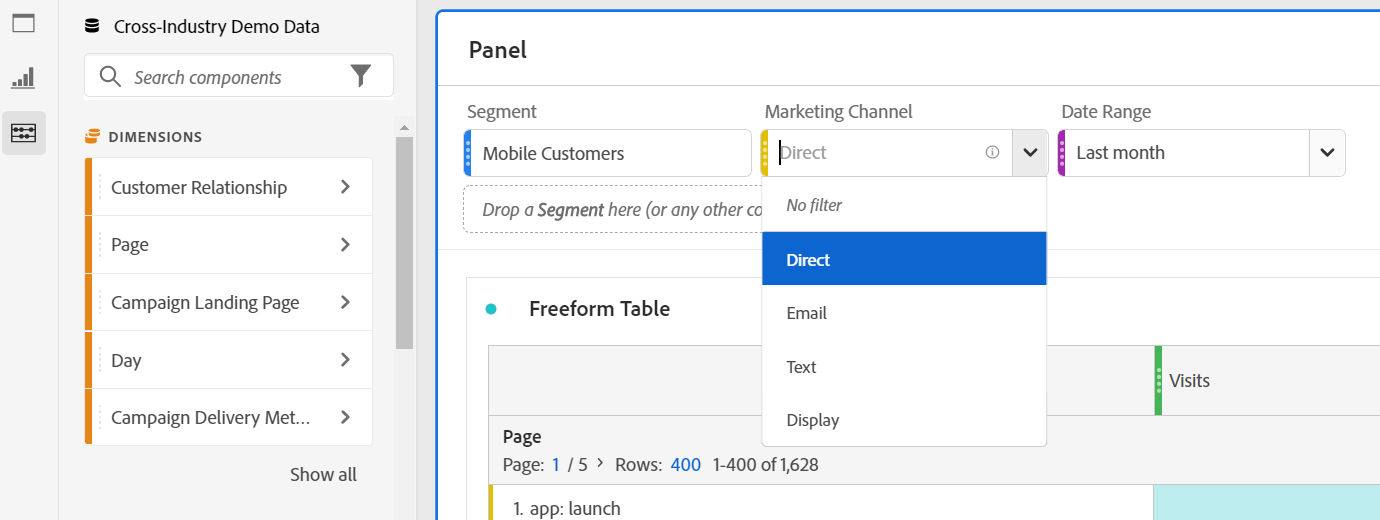 Cross-Industry Demo Data
Search components
DIMENSIONS
Customer Relationship
Page
Campaign Landing Page
Day
Campaign Delivery Met...
Show all
Panel
Segment
Mobile Customers
Marketing Channel
Direct
Date Range
Last month
Drop a Segment here (or any other co
No filter
Direct
Email
Text
Display
Freeform Table
Visits
Page
Page: 1 / 5 > Rows: 400 1-400 of 1,628
1. app: launch